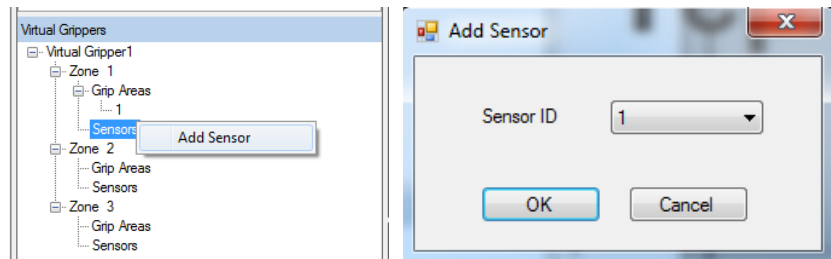 Virtual Grippers
Virtual Gripper1
Zone 1
Grip Areas
1
Sensors
Add Sensor
Zone 2
Grip Areas
Sensors
Zone 3
Grip Areas
Sensors
Add Sensor
x
Sensor ID
1
OK
Cancel